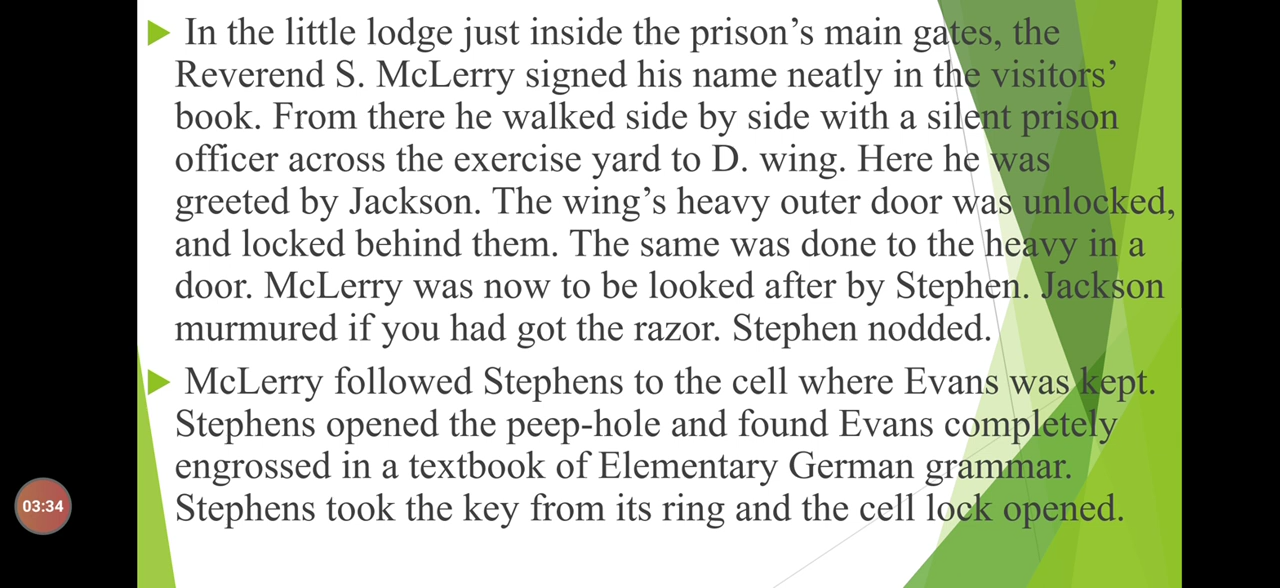 In the little lodge just inside the prison’s main gates, the
Reverend S. McLerry signed his name neatly in the visitors’
book. From there he walked side by side with a silent prison
officer across the exercise yard to D. wing. Here he was
greeted by Jackson. The wing’s heavy outer door was unlocked,
and locked behind them. The same was done to the heavy in a
door. McLerry was now to be looked after by Stephen. Jackson
murmured if you had got the razor. Stephen nodded.
McLerry followed Stephens to the cell where Evans was kept.
Stephens opened the peep-hole and found Evans completely
engrossed in a textbook of Elementary German grammar.
Stephens took the key from its ring and the cell lock opened.
03:34